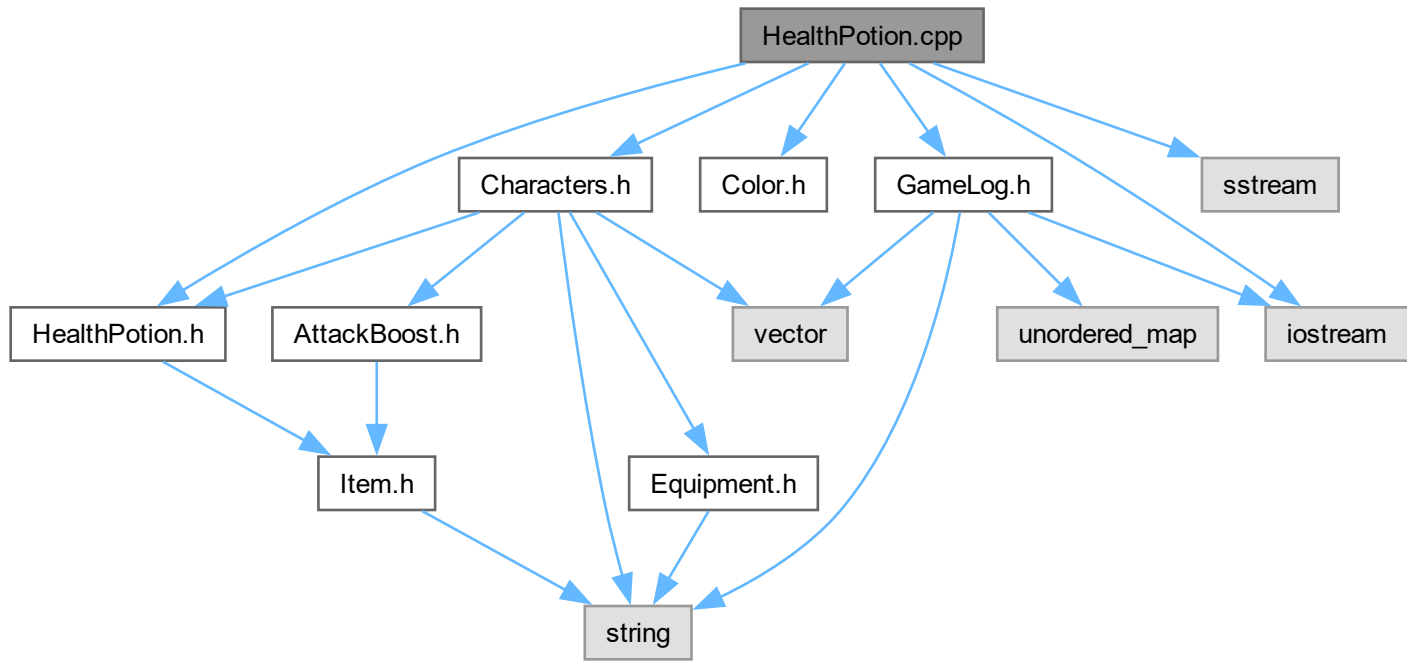 HealthPotion.cpp
Characters.h
Color.h
GameLog.h
sstream
HealthPotion.h
AttackBoost.h
vector
unordered_map
iostream
Item.h
Equipment.h
string